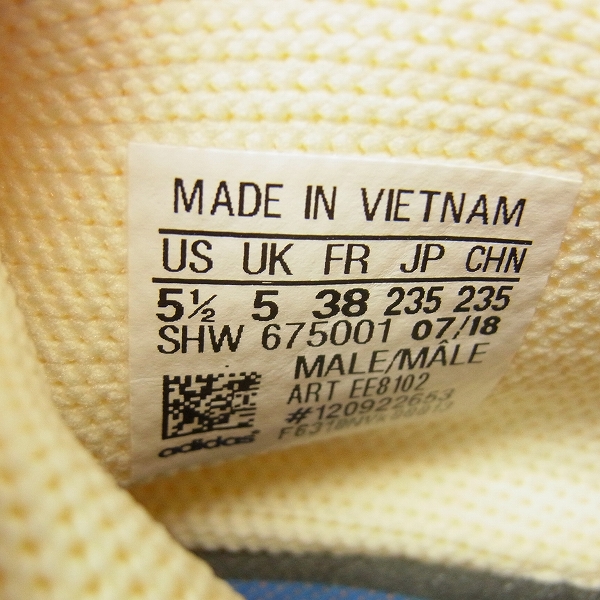 MADE IN VIETNAM
US UK FR JP CHN
5½ 5 38 235 235
SHW 675001 07/18
MALE/MÂLE
ART EE8102
#120922653
adidas